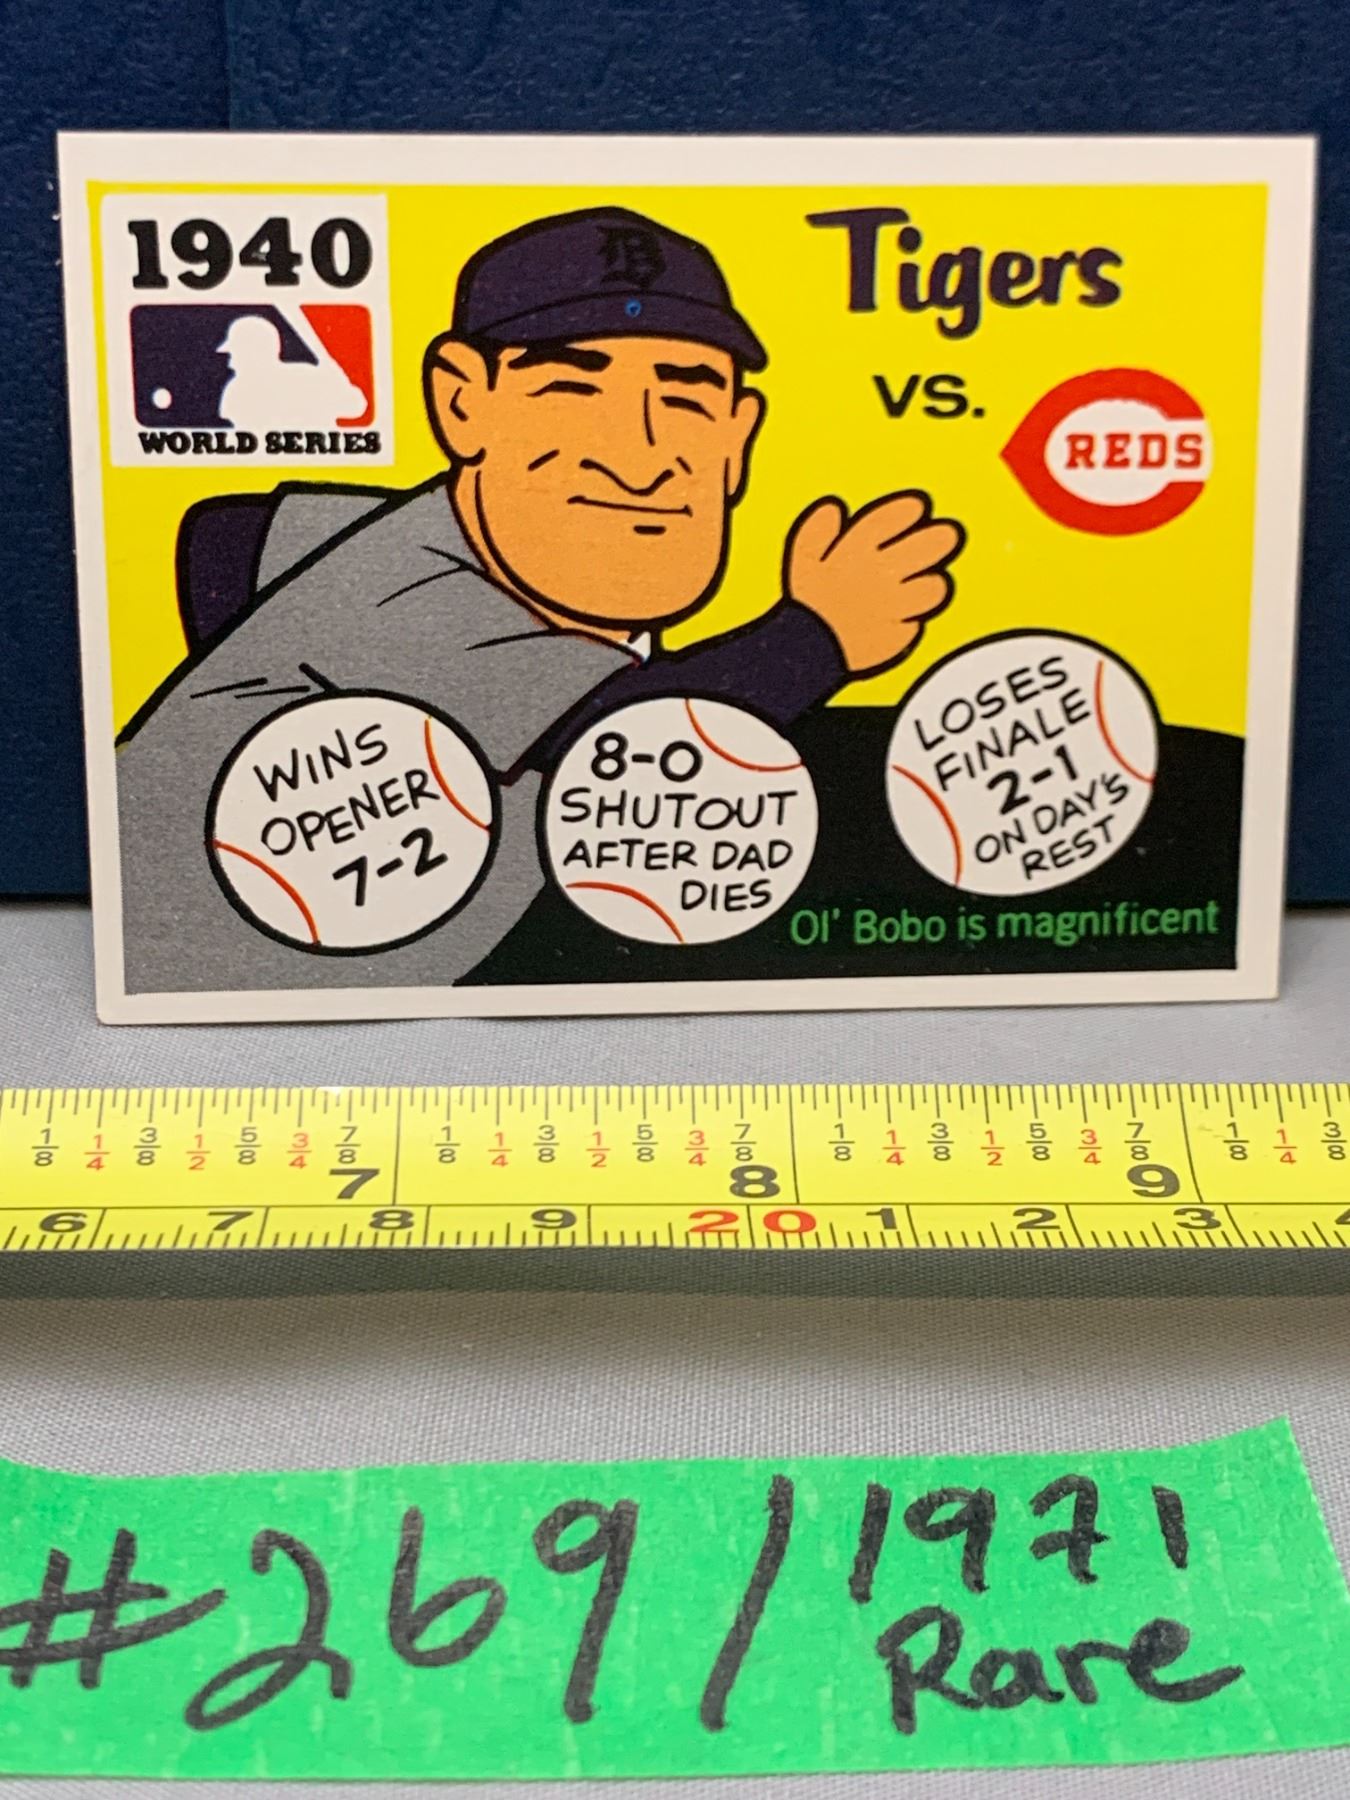 1940
WORLD SERIES
B
Tigers
vs.
REDS
WINS
OPENER
7-2
8-0
SHUTOUT
AFTER DAD
DIES
LOSES
FINALE
2-1
ON DAY'S
REST
Ol' Bobo is magnificent
1/8 1/4 3/8 1/2 5/8 3/4 7/8 7 1/8 1/4 3/8 1/2 5/8 3/4 7/8 8 1/8 1/4 3/8 1/2 5/8 3/4 7/8 9 1/8 1/4 3/8
6 7 8 9 20 1 2 3 4
#269/1971
Rare